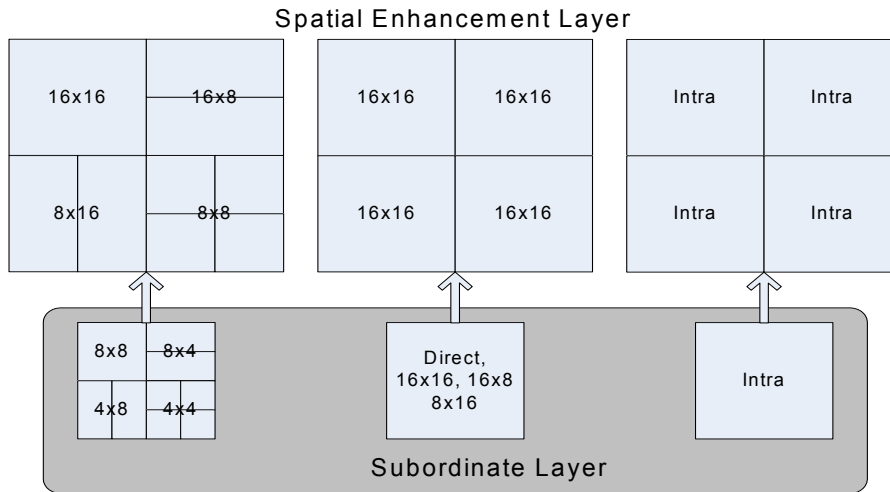 Spatial Enhancement Layer
16x16
16x8
16x16
16x16
Intra
Intra
8x16
8x8
16x16
16x16
Intra
Intra
8x8
8x4
4x8
4x4
Direct,
16x16, 16x8
8x16
Intra
Subordinate Layer